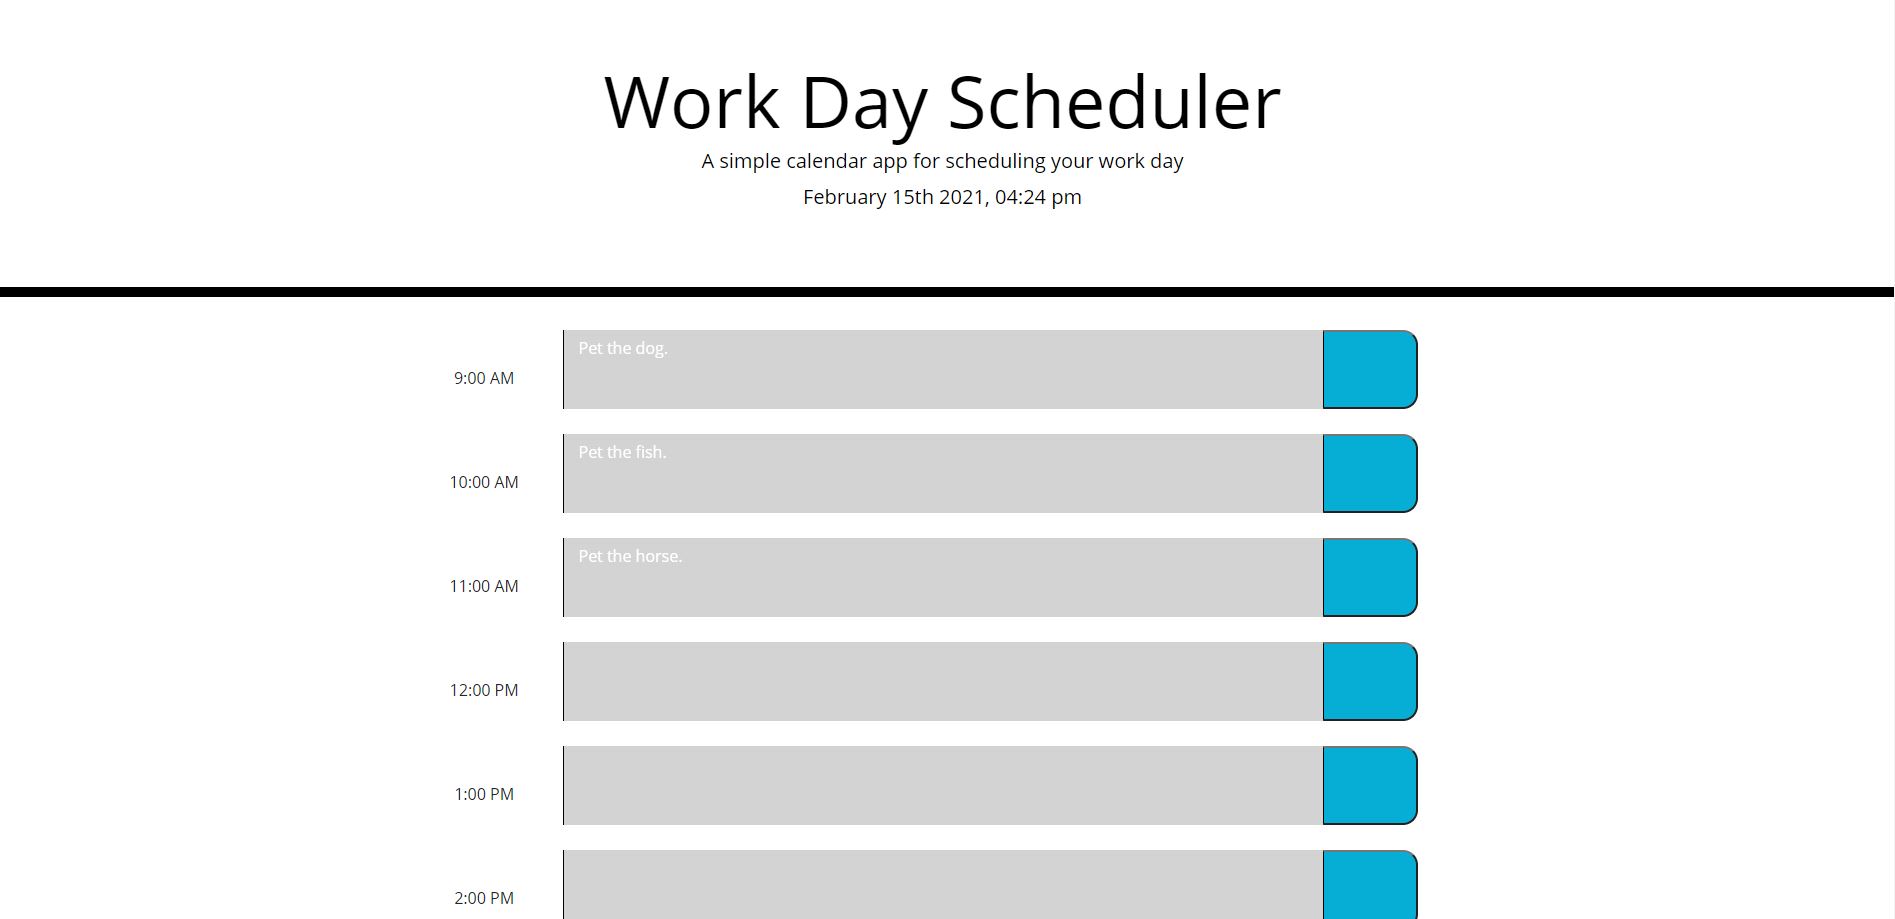 Work Day Scheduler
A simple calendar app for scheduling your work day
February 15th 2021, 04:24 pm
Pet the dog.
9:00 AM
Pet the fish.
10:00 AM
Pet the horse.
11:00 AM
12:00 PM
1:00 PM
2:00 PM